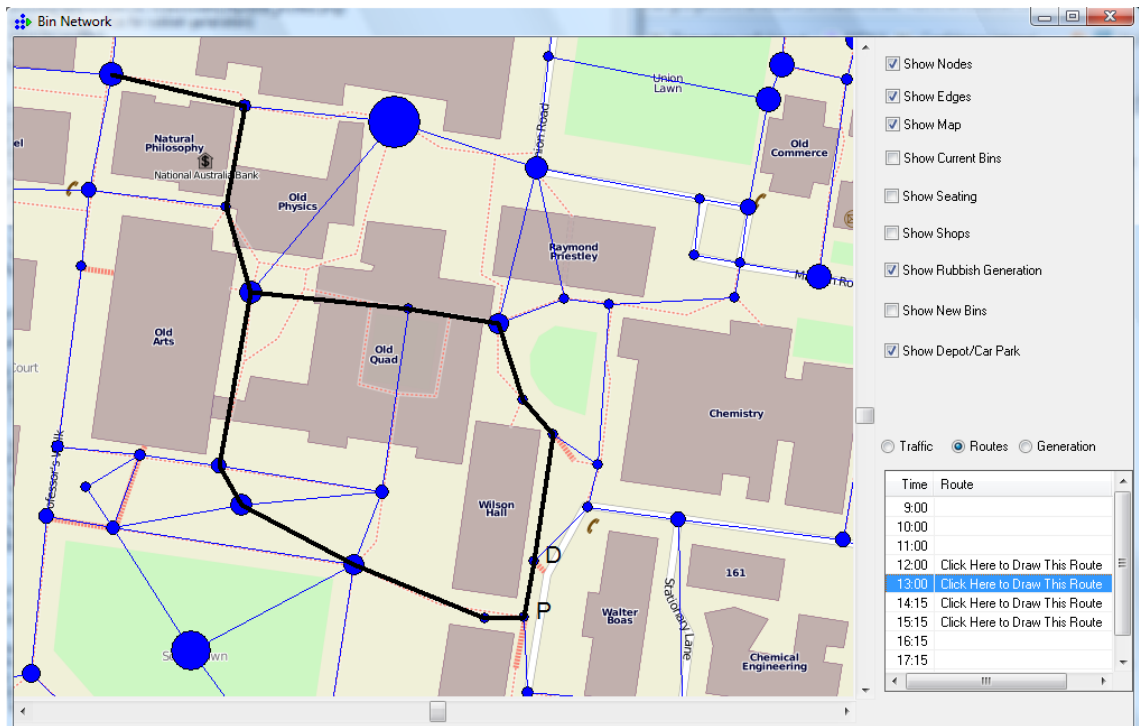 Bin Network
Union
Lawn
Natural
Philosophy
National Australia Bank
Old
Physics
Union Road
Old
Commerce
Raymond
Priestley
Old
Arts
Old
Quad
Court
Chemistry
Wilson
Hall
D
P
161
Walter
Boas
Stationary Lane
Chemical
Engineering
Show Nodes
Show Edges
Show Map
Show Current Bins
Show Seating
Show Shops
Show Rubbish Generation
Show New Bins
Show Depot/Car Park
Traffic
Routes
Generation
Time Route
9:00
10:00
11:00
12:00 Click Here to Draw This Route
13:00 Click Here to Draw This Route
14:15 Click Here to Draw This Route
15:15 Click Here to Draw This Route
16:15
17:15